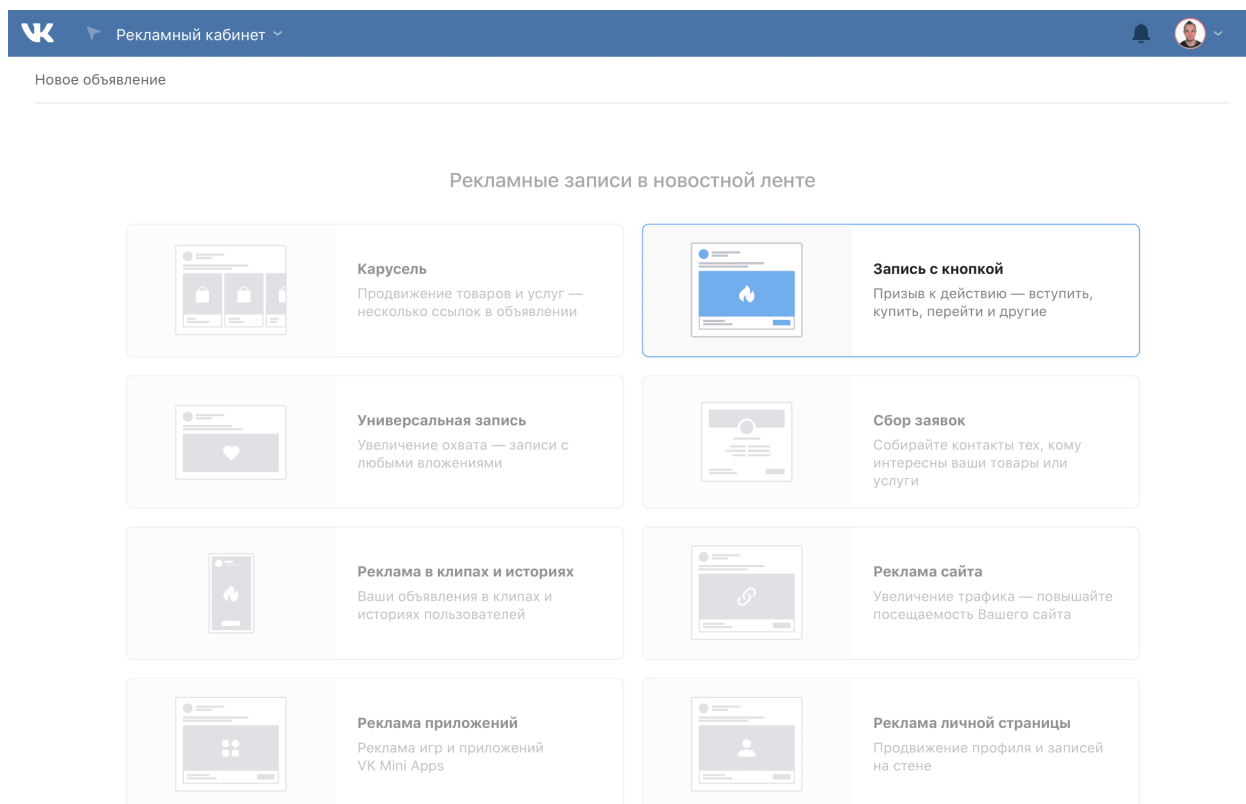 Рекламный кабинет
Новое объявление
Рекламные записи в новостной ленте
Карусель
Продвижение товаров и услуг —
несколько ссылок в объявлении
Запись с кнопкой
Призыв к действию — вступить,
купить, перейти и другие
Универсальная запись
Увеличение охвата — записи с
любыми вложениями
Сбор заявок
Собирайте контакты тех, кому
интересны ваши товары или
услуги
Реклама в клипах и историях
Ваши объявления в клипах и
историях пользователей
Реклама сайта
Увеличение трафика — повышайте
посещаемость Вашего сайта
Реклама приложений
Реклама игр и приложений
VK Mini Apps
Реклама личной страницы
Продвижение профиля и записей
на стене